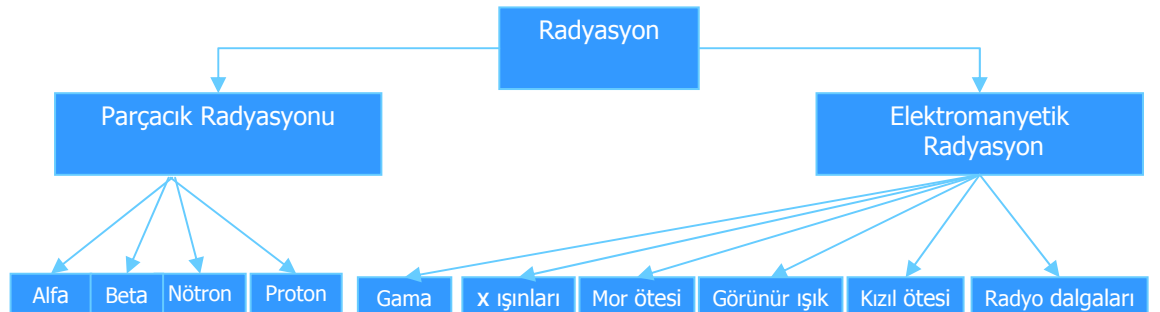 Radyasyon
Parçacık Radyasyonu
Elektromanyetik
Radyasyon
Alfa
Beta
Nötron
Proton
Gama
x ışınları
Mor ötesi
Görünür ışık
Kızıl ötesi
Radyo dalgaları